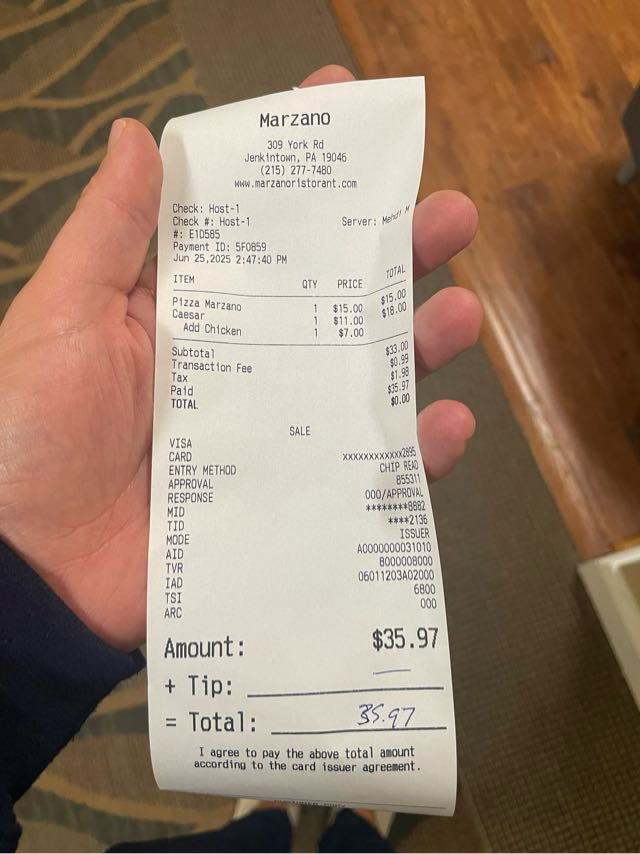 Marzano
309 York Rd
Jenkintown, PA 19046
(215) 277-7480
www.marzanoristorant.com
Check: Host-1
Check #: Host-1 Server: Mehdi M
#: E1D585
Payment ID: 5F0859
Jun 25,2025 2:47:40 PM
ITEM QTY PRICE TOTAL
Pizza Marzano 1 $15.00 $15.00
Caesar 1 $11.00 $18.00
Add Chicken 1 $7.00
Subtotal $33.00
Transaction Fee $0.99
Tax $1.98
Paid $35.97
TOTAL $0.00
SALE
VISA
CARD xxxxxxxxxxxx2895
ENTRY METHOD CHIP READ
APPROVAL 855311
RESPONSE 000/APPROVAL
MID ********8882
TID ****2136
MODE ISSUER
AID A0000000031010
TVR 8000008000
IAD 06011203A02000
TSI 6800
ARC 000
Amount: $35.97
+ Tip: —
= Total: 35.97
I agree to pay the above total amount
according to the card issuer agreement.